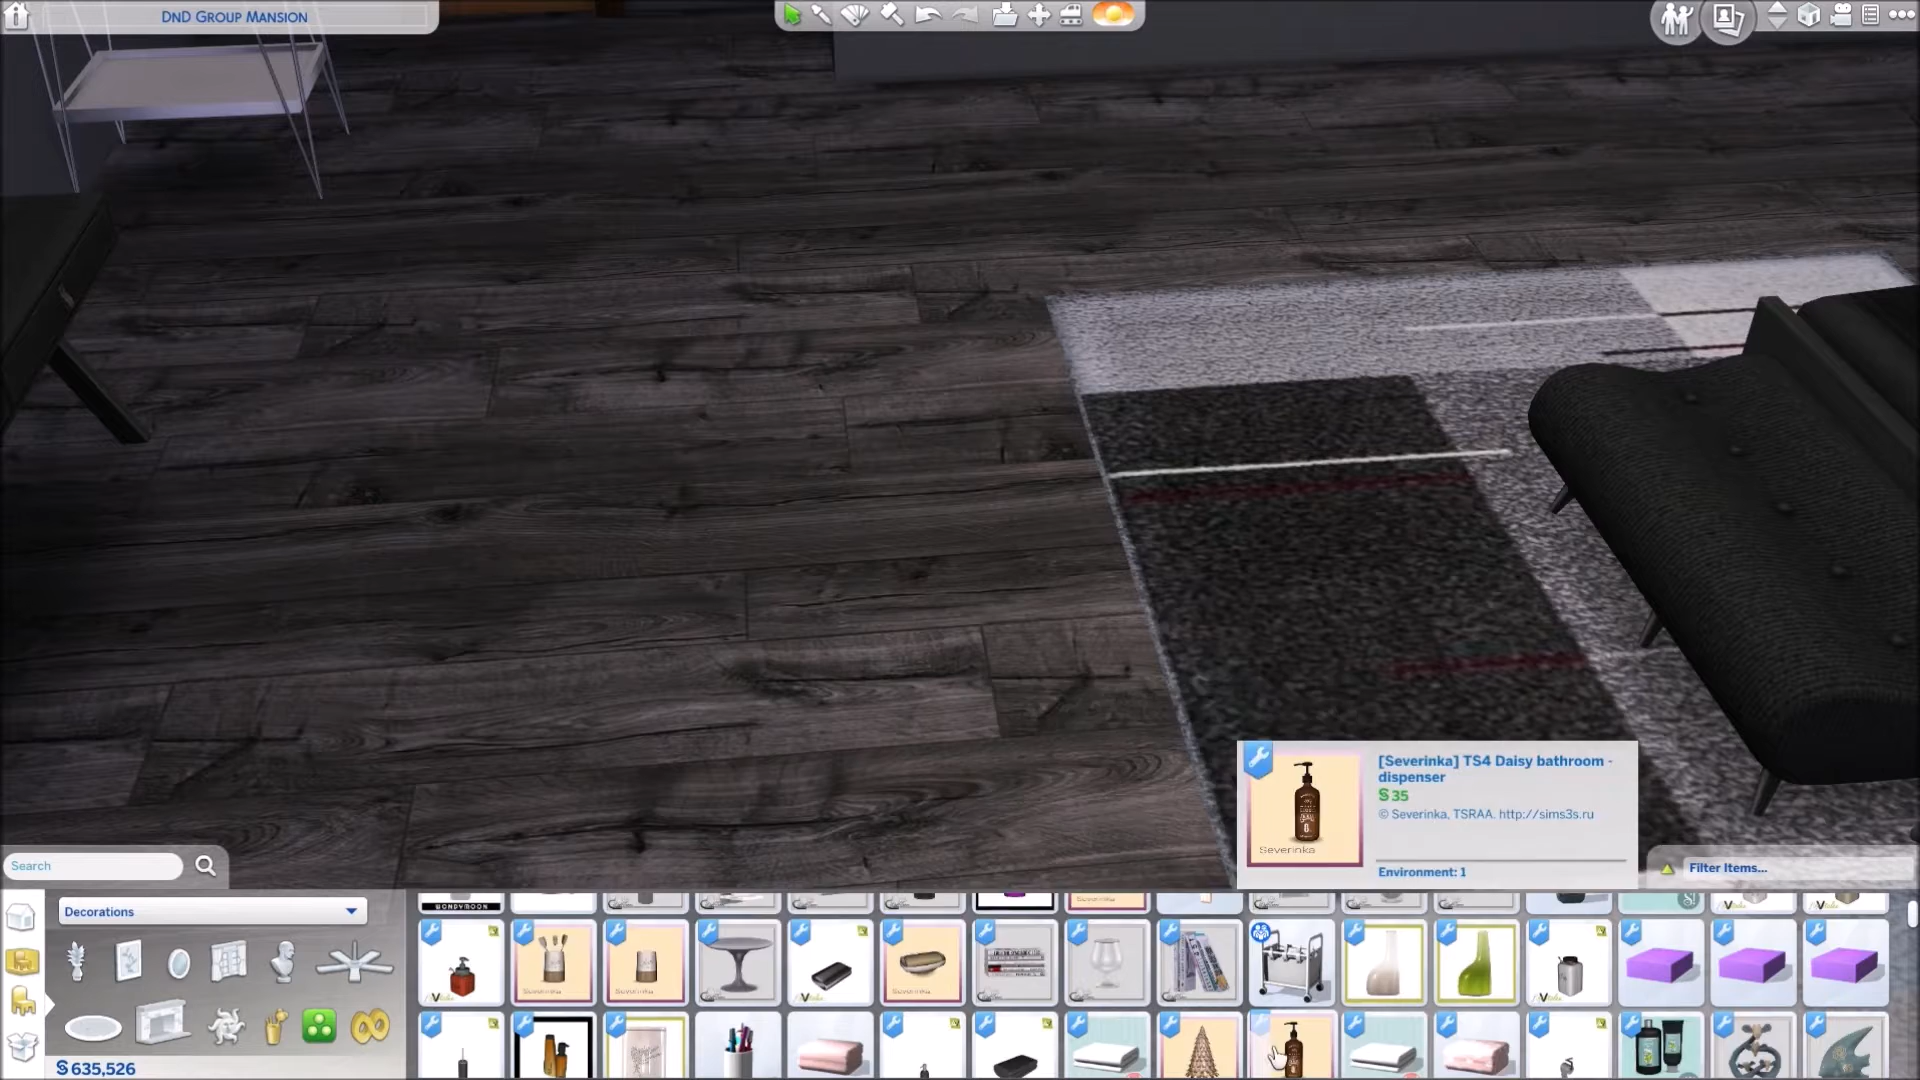 DnD Group Mansion
[Severinka] TS4 Daisy bathroom -
dispenser
§35
© Severinka, TSRAA. http://sims3s.ru
Severinka
Environment: 1
Search
Filter Items...
Decorations
§635,526